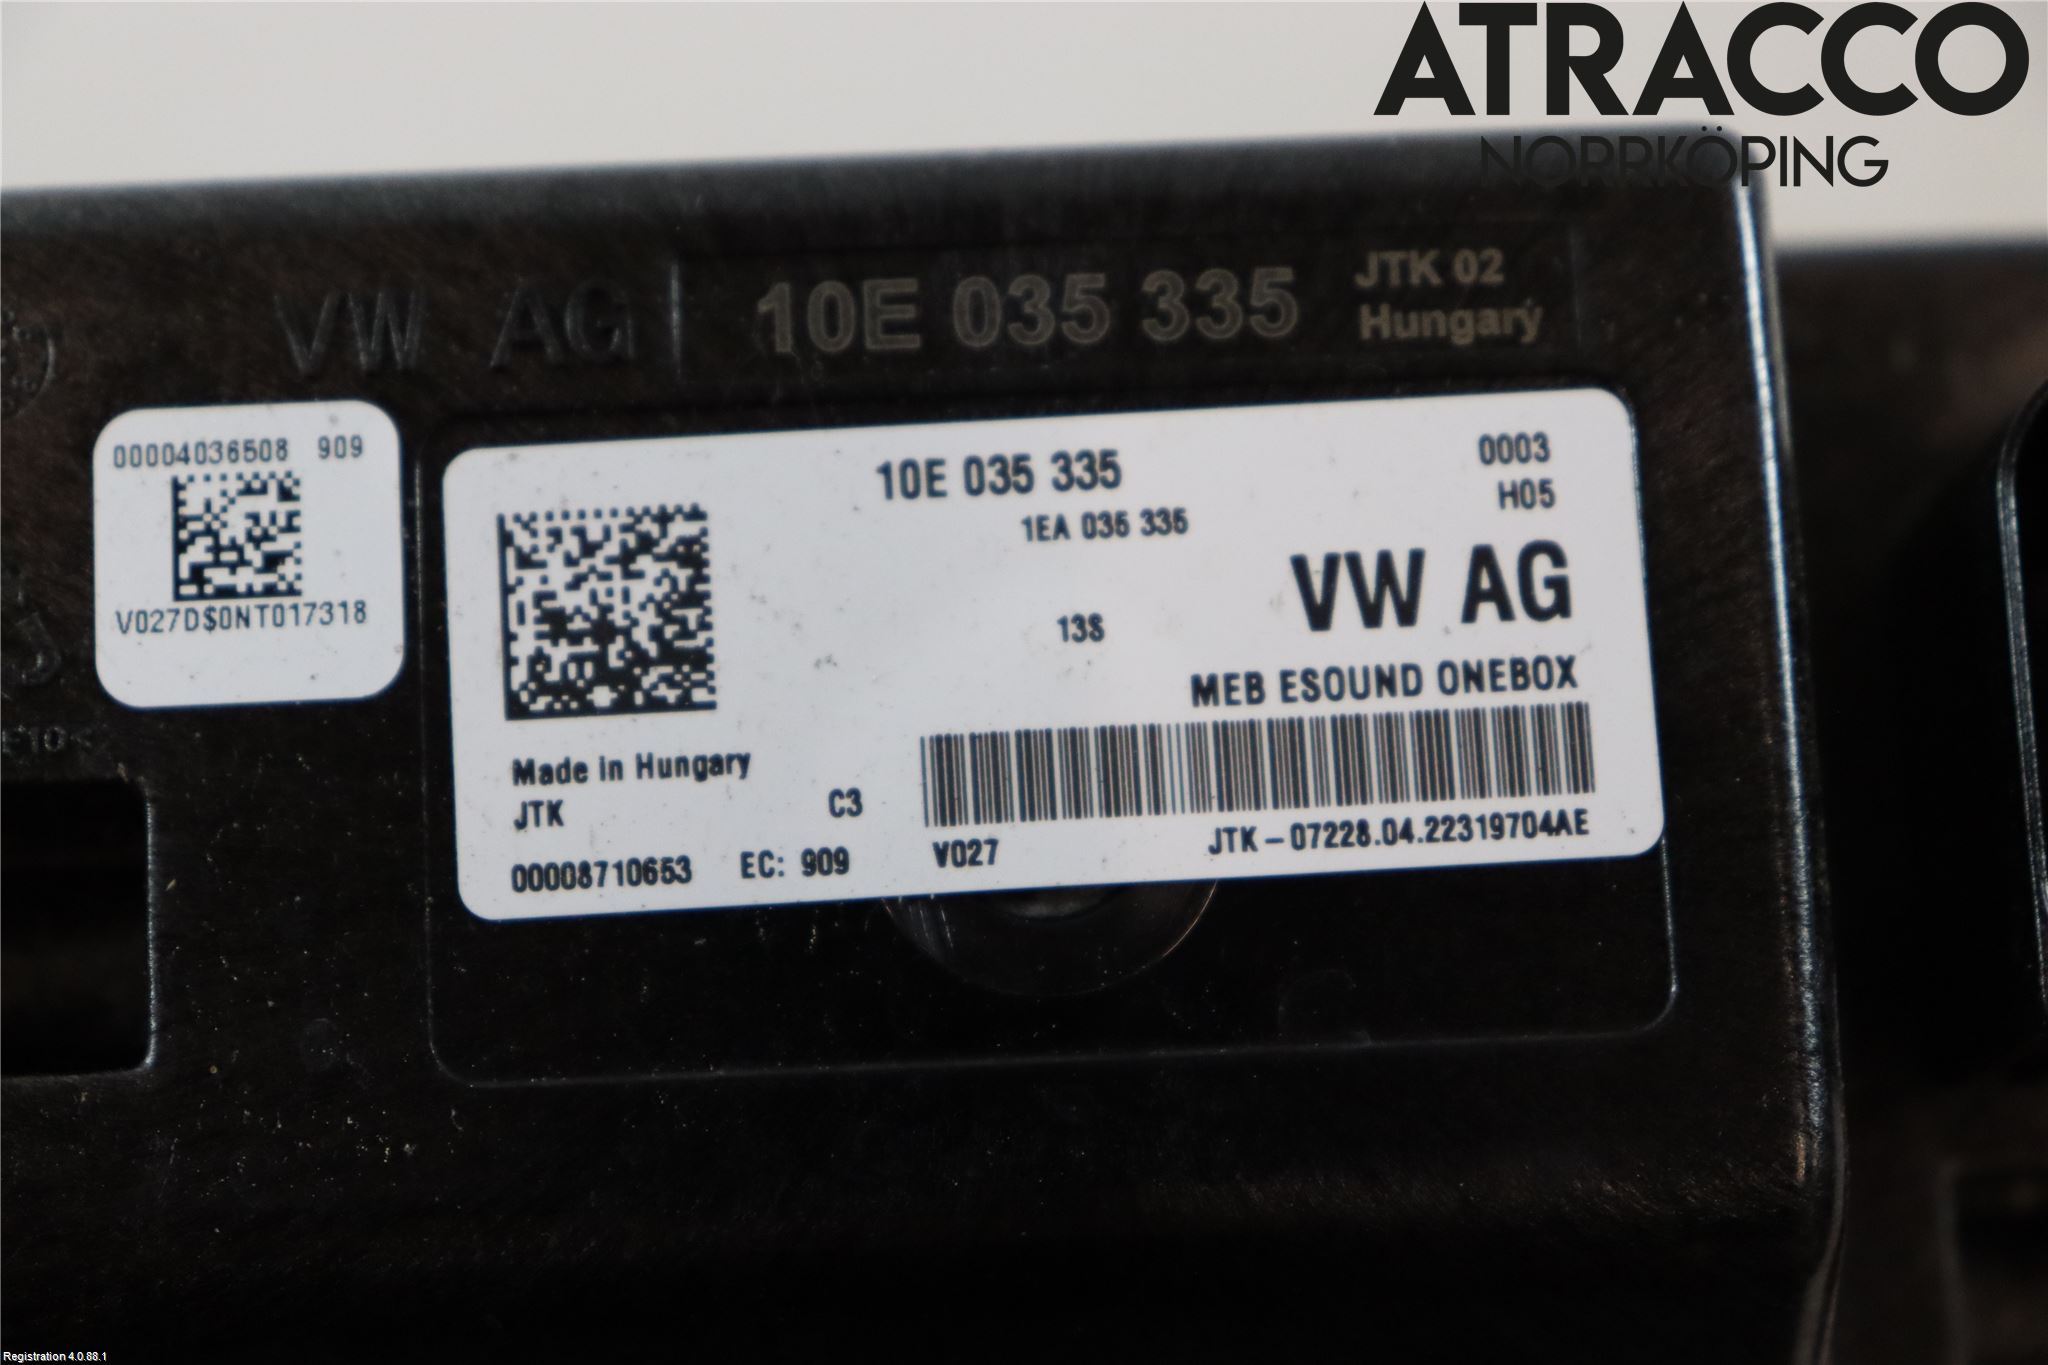 ATRACCO
NORRKÖPING
VW AG 10E 035 335 JTK 02
Hungary
00004036508 909
V027D$0NT017318
10E 035 335 0003
1EA 035 335 H05
VW AG
13S
MEB ESOUND ONEBOX
Made in Hungary
JTK C3
00008710653 EC: 909 V027 JTK-07228.04.22319704AE
Registration 4.0.88.1